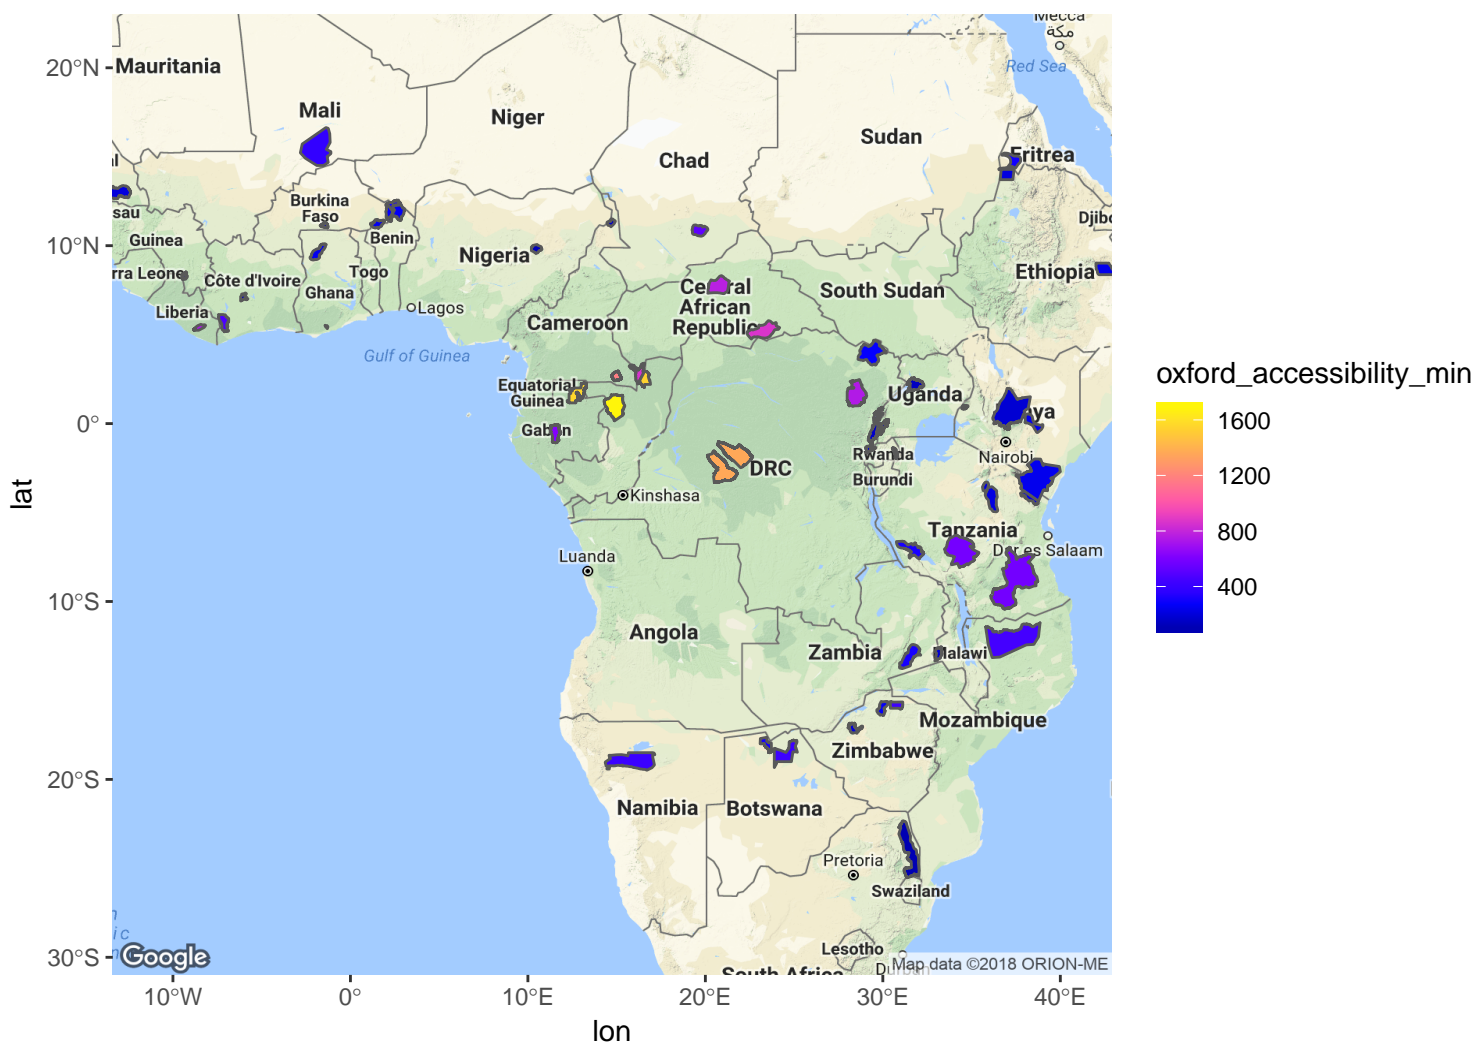 Mecca
مكة
Red Sea
20°N
Mauritania
Mali
Niger
Sudan
Chad
Eritrea
Burkina
Faso
sau
Djibo
Guinea
Benin
10°N
Nigeria
Ethiopia
rra Leone
Côte d'Ivoire
Togo
Ghana
Central
African
Republic
South Sudan
Liberia
Lagos
Cameroon
Gulf of Guinea
oxford_accessibility_min
Equatorial
Guinea
Uganda
1600
ya
0°
Gabon
Rwanda
Nairobi
DRC
Burundi
1200
lat
Kinshasa
Tanzania
800
Luanda
Dar es Salaam
400
10°S
Angola
Zambia
Malawi
Mozambique
Zimbabwe
20°S
Namibia
Botswana
Pretoria
Swaziland
Lesotho
30°S
Google
Map data ©2018 ORION-ME
South Africa
10°W
0°
10°E
20°E
30°E
40°E
lon